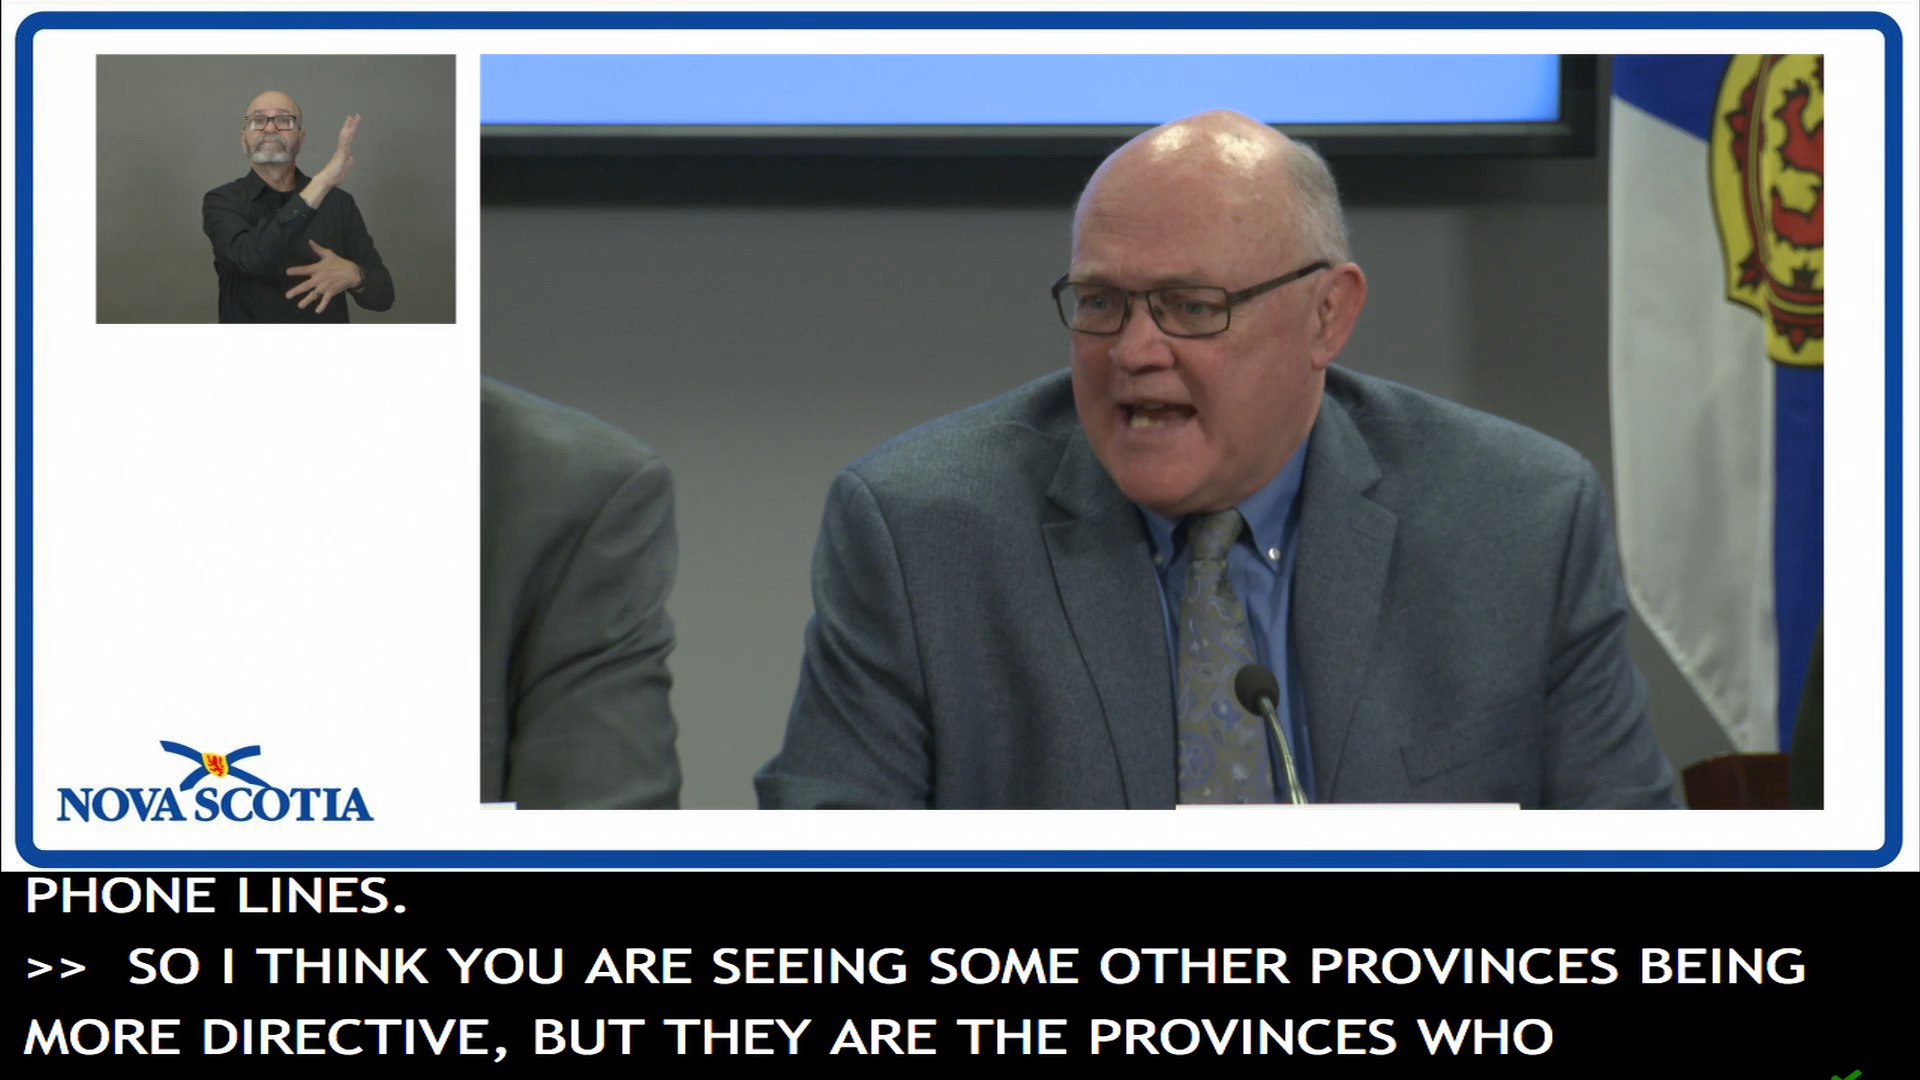 NOVA SCOTIA
PHONE LINES.
>> SO I THINK YOU ARE SEEING SOME OTHER PROVINCES BEING
MORE DIRECTIVE, BUT THEY ARE THE PROVINCES WHO